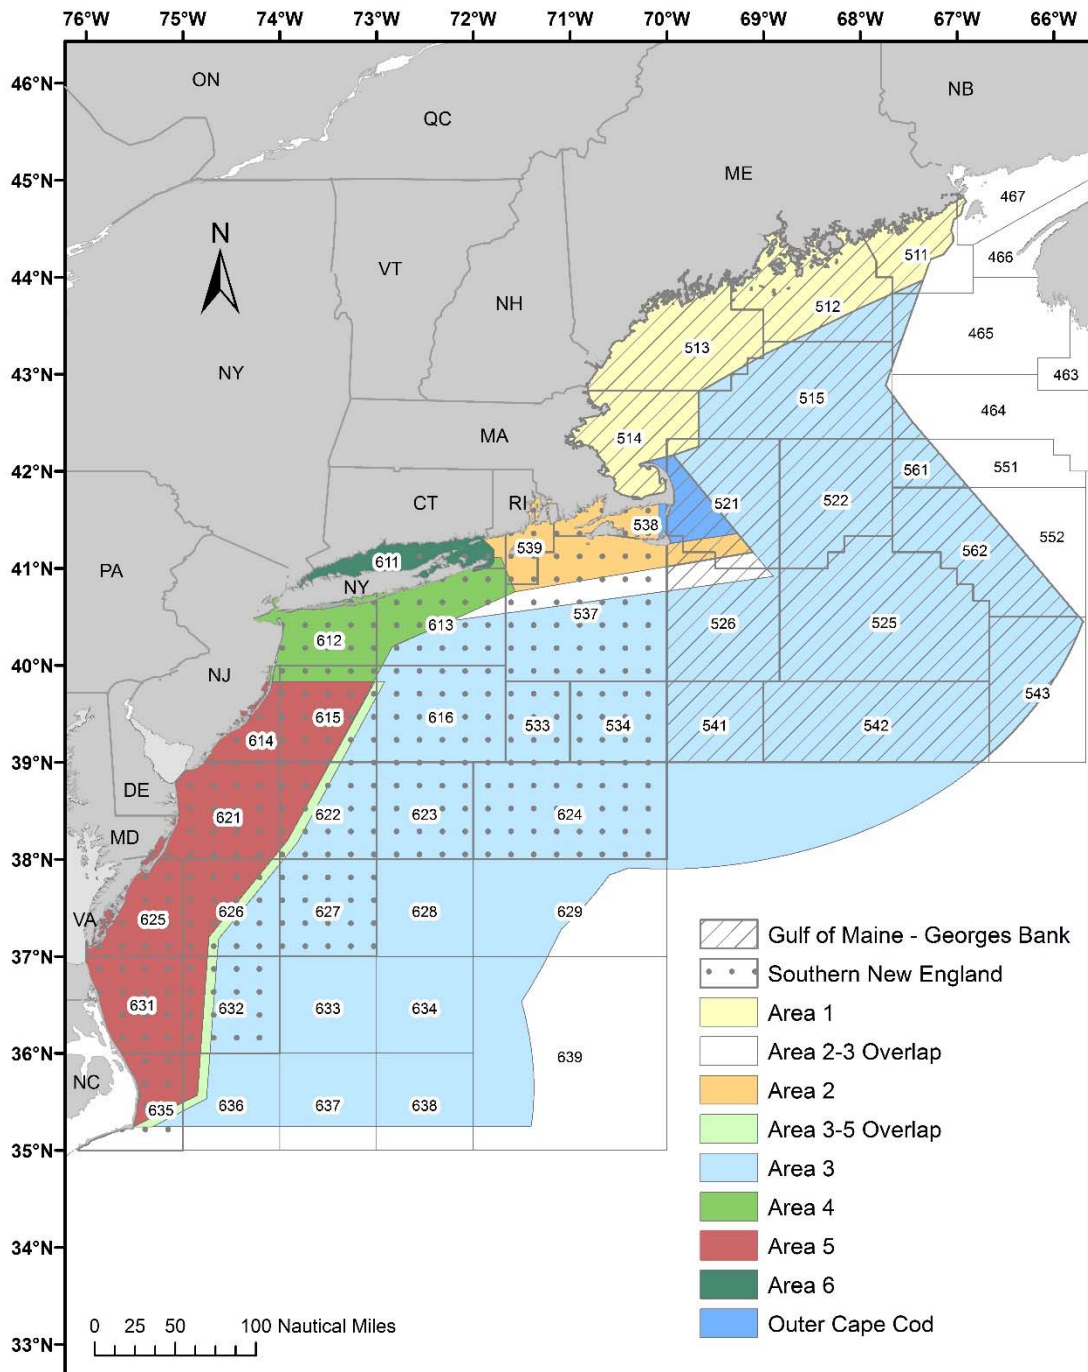 76°W 75°W 74°W 73°W 72°W 71°W 70°W 69°W 68°W 67°W 66°W
46°N
ON
NB
QC
45°N
ME
467
N
511
466
44°N
VT
NH
512
465
513
43°N
NY
463
515
464
MA
514
42°N
561
551
CT
RI
521
522
538
552
539
562
611
41°N
PA
NY
537
526
525
613
612
40°N
NJ
543
615
616
533
534
541
542
614
39°N
DE
621
622
623
624
MD
38°N
625
626
627
628
629
VA
Gulf of Maine - Georges Bank
37°N
Southern New England
631
632
633
634
Area 1
36°N
639
Area 2-3 Overlap
NC
Area 2
635
636
637
638
Area 3-5 Overlap
35°N
Area 3
Area 4
34°N
Area 5
Area 6
0 25 50 100 Nautical Miles
Outer Cape Cod
33°N